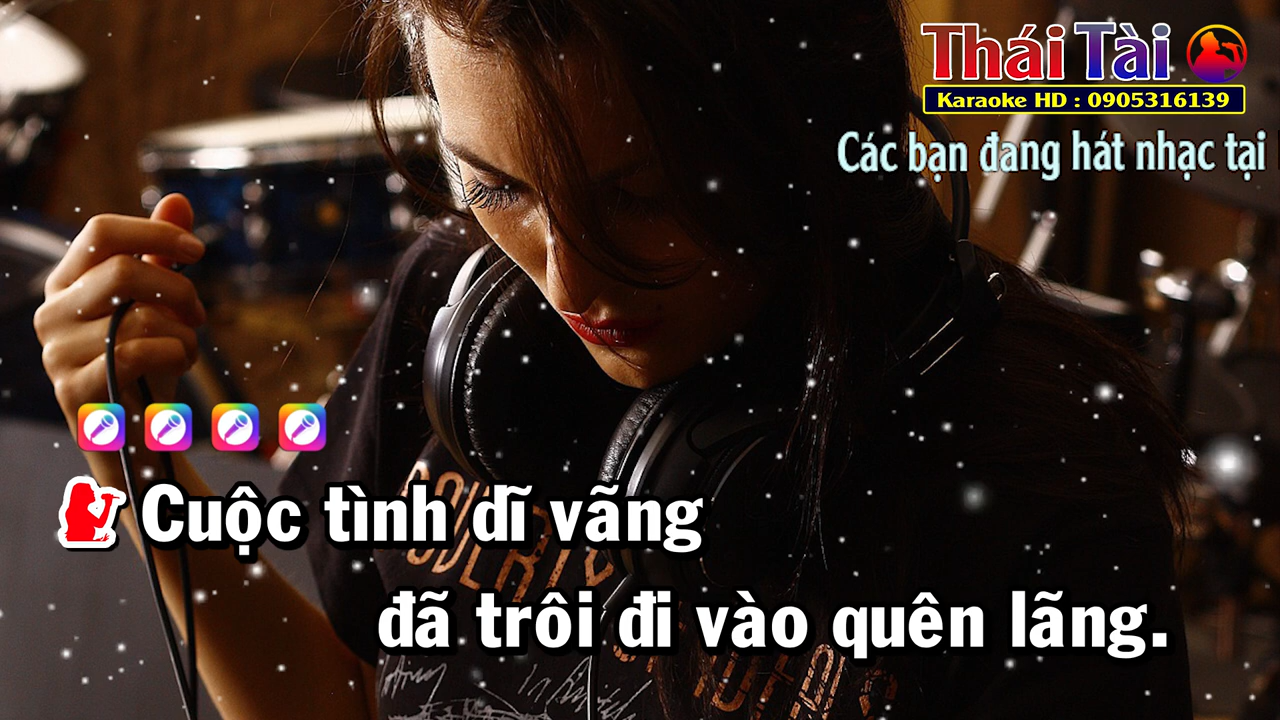 Thái Tài
Karaoke HD : 0905316139
Các bạn đang hát nhạc tại
Cuộc tình dĩ vãng
đã trôi đi vào quên lãng.